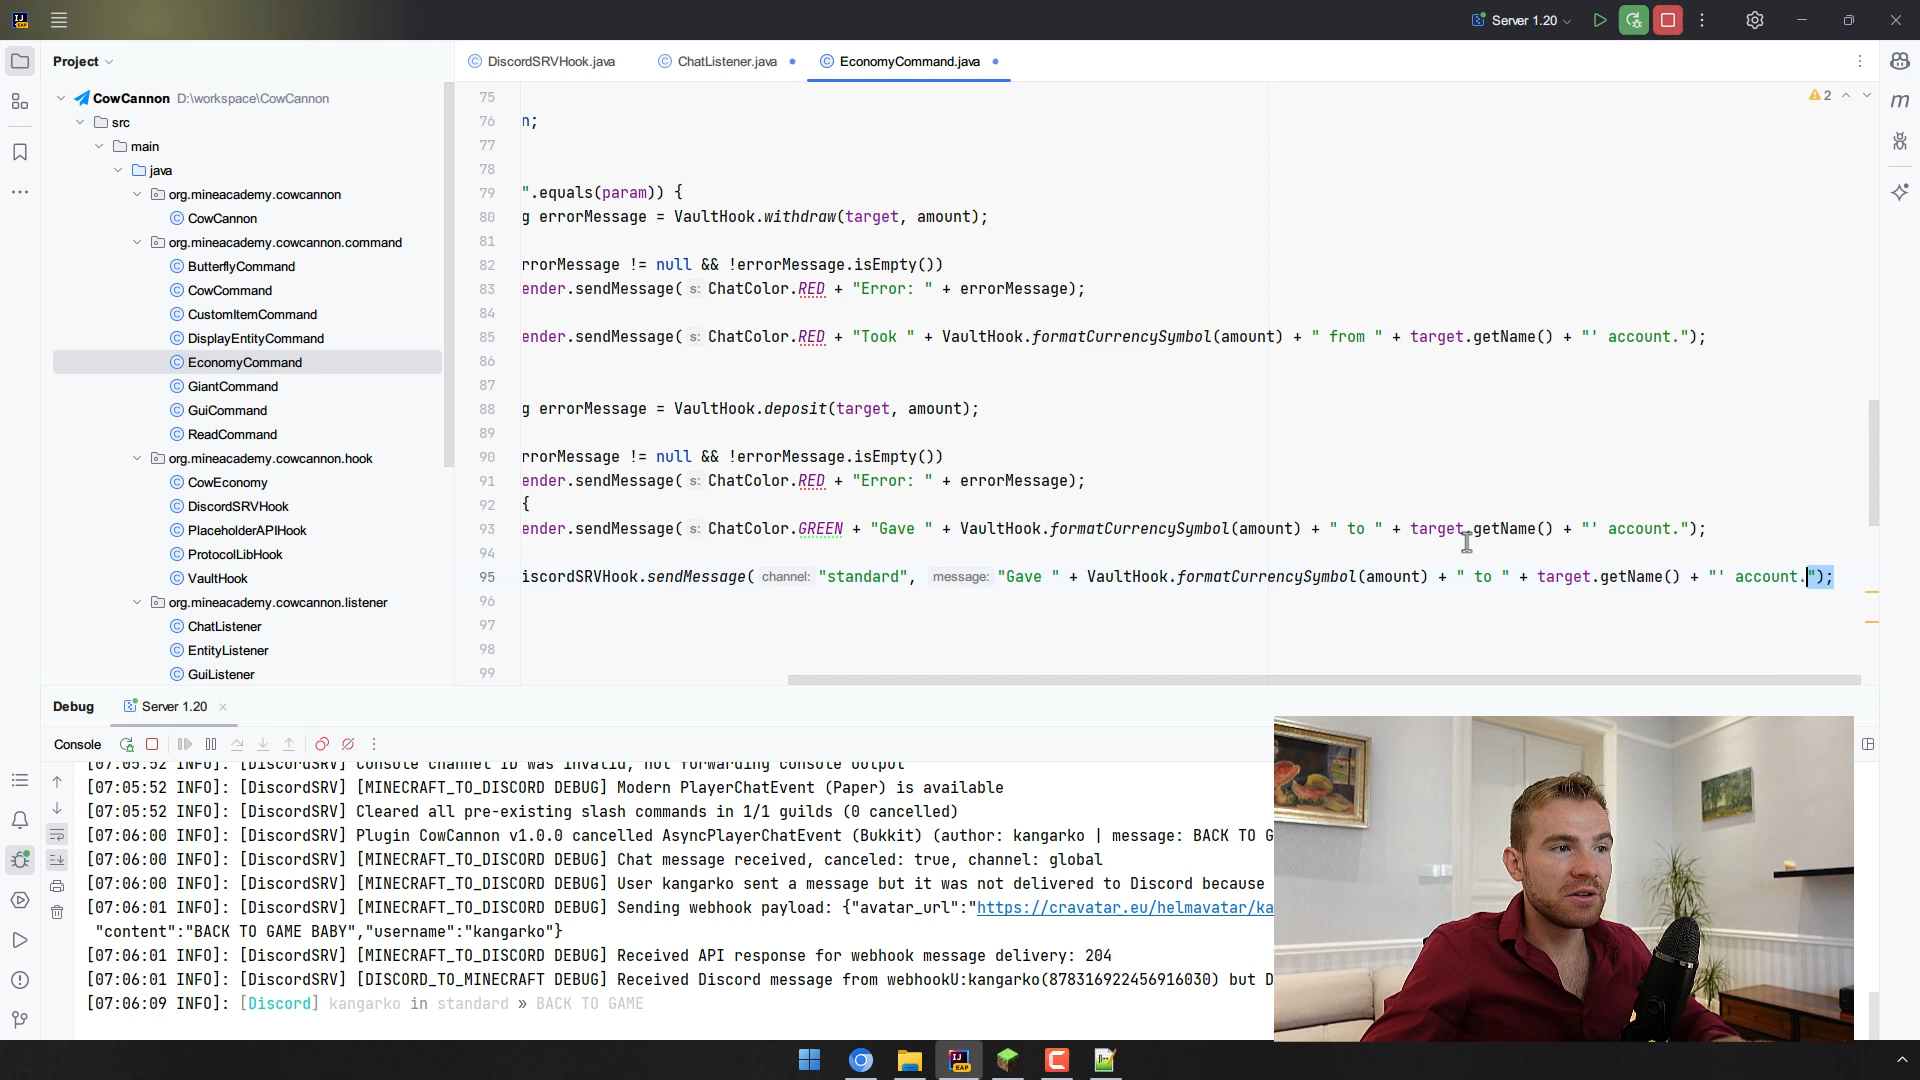 Server 1.20
Project
DiscordSRVHook.java
ChatListener.java
EconomyCommand.java
CowCannon D:\workspace\CowCannon
src
main
java
org.mineacademy.cowcannon
CowCannon
org.mineacademy.cowcannon.command
ButterflyCommand
CowCommand
CustomItemCommand
DisplayEntityCommand
EconomyCommand
GiantCommand
GuiCommand
ReadCommand
org.mineacademy.cowcannon.hook
CowEconomy
DiscordSRVHook
PlaceholderAPIHook
ProtocolLibHook
VaultHook
org.mineacademy.cowcannon.listener
ChatListener
EntityListener
GuiListener
2
75
76 n;
77
78
79 ".equals(param)) {
80 g errorMessage = VaultHook.withdraw(target, amount);
81
82 rrorMessage != null && !errorMessage.isEmpty())
83 ender.sendMessage( s: ChatColor.RED + "Error: " + errorMessage);
84
85 ender.sendMessage( s: ChatColor.RED + "Took " + VaultHook.formatCurrencySymbol(amount) + " from " + target.getName() + "' account.");
86
87
88 g errorMessage = VaultHook.deposit(target, amount);
89
90 rrorMessage != null && !errorMessage.isEmpty())
91 ender.sendMessage( s: ChatColor.RED + "Error: " + errorMessage);
92 {
93 ender.sendMessage( s: ChatColor.GREEN + "Gave " + VaultHook.formatCurrencySymbol(amount) + " to " + target.getName() + "' account.");
94
95 iscordSRVHook.sendMessage( channel: "standard", message: "Gave " + VaultHook.formatCurrencySymbol(amount) + " to " + target.getName() + "' account.");
96
97
98
99
Debug Server 1.20
Console
[07:05:52 INFO]: [DiscordSRV] Console channel ID was invalid, not forwarding console output
[07:05:52 INFO]: [DiscordSRV] [MINECRAFT_TO_DISCORD DEBUG] Modern PlayerChatEvent (Paper) is available
[07:05:52 INFO]: [DiscordSRV] Cleared all pre-existing slash commands in 1/1 guilds (0 cancelled)
[07:06:00 INFO]: [DiscordSRV] Plugin CowCannon v1.0.0 cancelled AsyncPlayerChatEvent (Bukkit) (author: kangarko | message: BACK TO G
[07:06:00 INFO]: [DiscordSRV] [MINECRAFT_TO_DISCORD DEBUG] Chat message received, canceled: true, channel: global
[07:06:00 INFO]: [DiscordSRV] [MINECRAFT_TO_DISCORD DEBUG] User kangarko sent a message but it was not delivered to Discord because
[07:06:01 INFO]: [DiscordSRV] [MINECRAFT_TO_DISCORD DEBUG] Sending webhook payload: {"avatar_url":"https://cravatar.eu/helmavatar/ka
"content":"BACK TO GAME BABY","username":"kangarko"}
[07:06:01 INFO]: [DiscordSRV] [MINECRAFT_TO_DISCORD DEBUG] Received API response for webhook message delivery: 204
[07:06:01 INFO]: [DiscordSRV] [DISCORD_TO_MINECRAFT DEBUG] Received Discord message from webhookU:kangarko(878316922456916030) but D
[07:06:09 INFO]: [Discord] kangarko in standard » BACK TO GAME